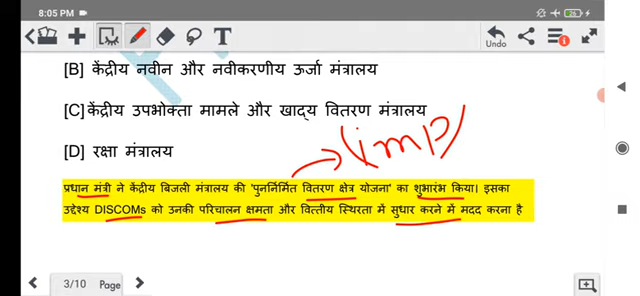 8:05 PM
26
Undo
[B] केंद्रीय नवीन और नवीकरणीय ऊर्जा मंत्रालय
[C] केंद्रीय उपभोक्ता मामले और खाद्य वितरण मंत्रालय
[D] रक्षा मंत्रालय
(imp)
प्रधान मंत्री ने केंद्रीय बिजली मंत्रालय की 'पुनर्निर्मित वितरण क्षेत्र योजना' का शुभारंभ किया। इसका
उद्देश्य DISCOMs को उनकी परिचालन क्षमता और वित्तीय स्थिरता में सुधार करने में मदद करना है
3/10 Page